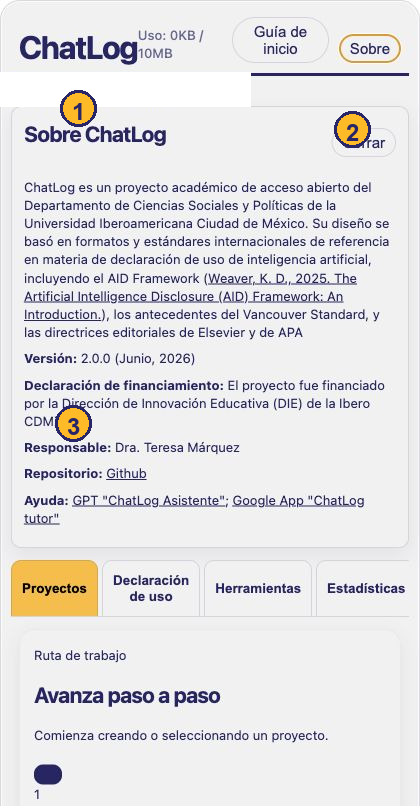 ChatLog
Uso: 0KB /
10MB
Guía de
inicio
Sobre
1
2
Sobre ChatLog
ChatLog es un proyecto académico de acceso abierto del
Departamento de Ciencias Sociales y Políticas de la
Universidad Iberoamericana Ciudad de México. Su diseño se
basó en formatos y estándares internacionales de referencia
en materia de declaración de uso de inteligencia artificial,
incluyendo el AID Framework (Weaver, K. D., 2025. The
Artificial Intelligence Disclosure (AID) Framework: An
Introduction.), los antecedentes del Vancouver Standard, y
las directrices editoriales de Elsevier y de APA
Versión: 2.0.0 (Junio, 2026)
Declaración de financiamiento: El proyecto fue financiado
por la Dirección de Innovación Educativa (DIE) de la Ibero
3
Responsable: Dra. Teresa Márquez
Repositorio: Github
Ayuda: GPT "ChatLog Asistente"; Google App "ChatLog
tutor"
Proyectos
Declaración
de uso
Herramientas
Estadísticas
Ruta de trabajo
Avanza paso a paso
Comienza creando o seleccionando un proyecto.
1